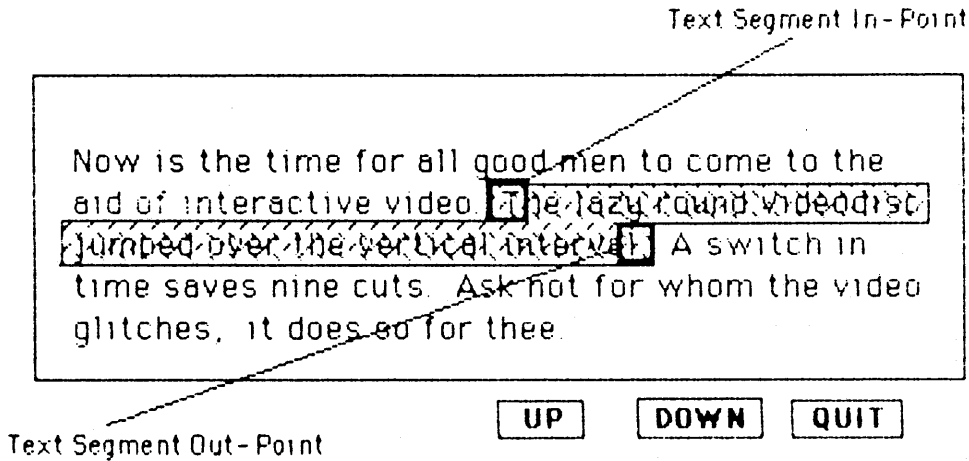 Text Segment In-Point
Now is the time for all good men to come to the
aid of interactive video. The lazy round videodisc
jumped over the vertical interval. A switch in
time saves nine cuts. Ask not for whom the video
glitches, it does so for thee.
UP DOWN QUIT
Text Segment Out-Point